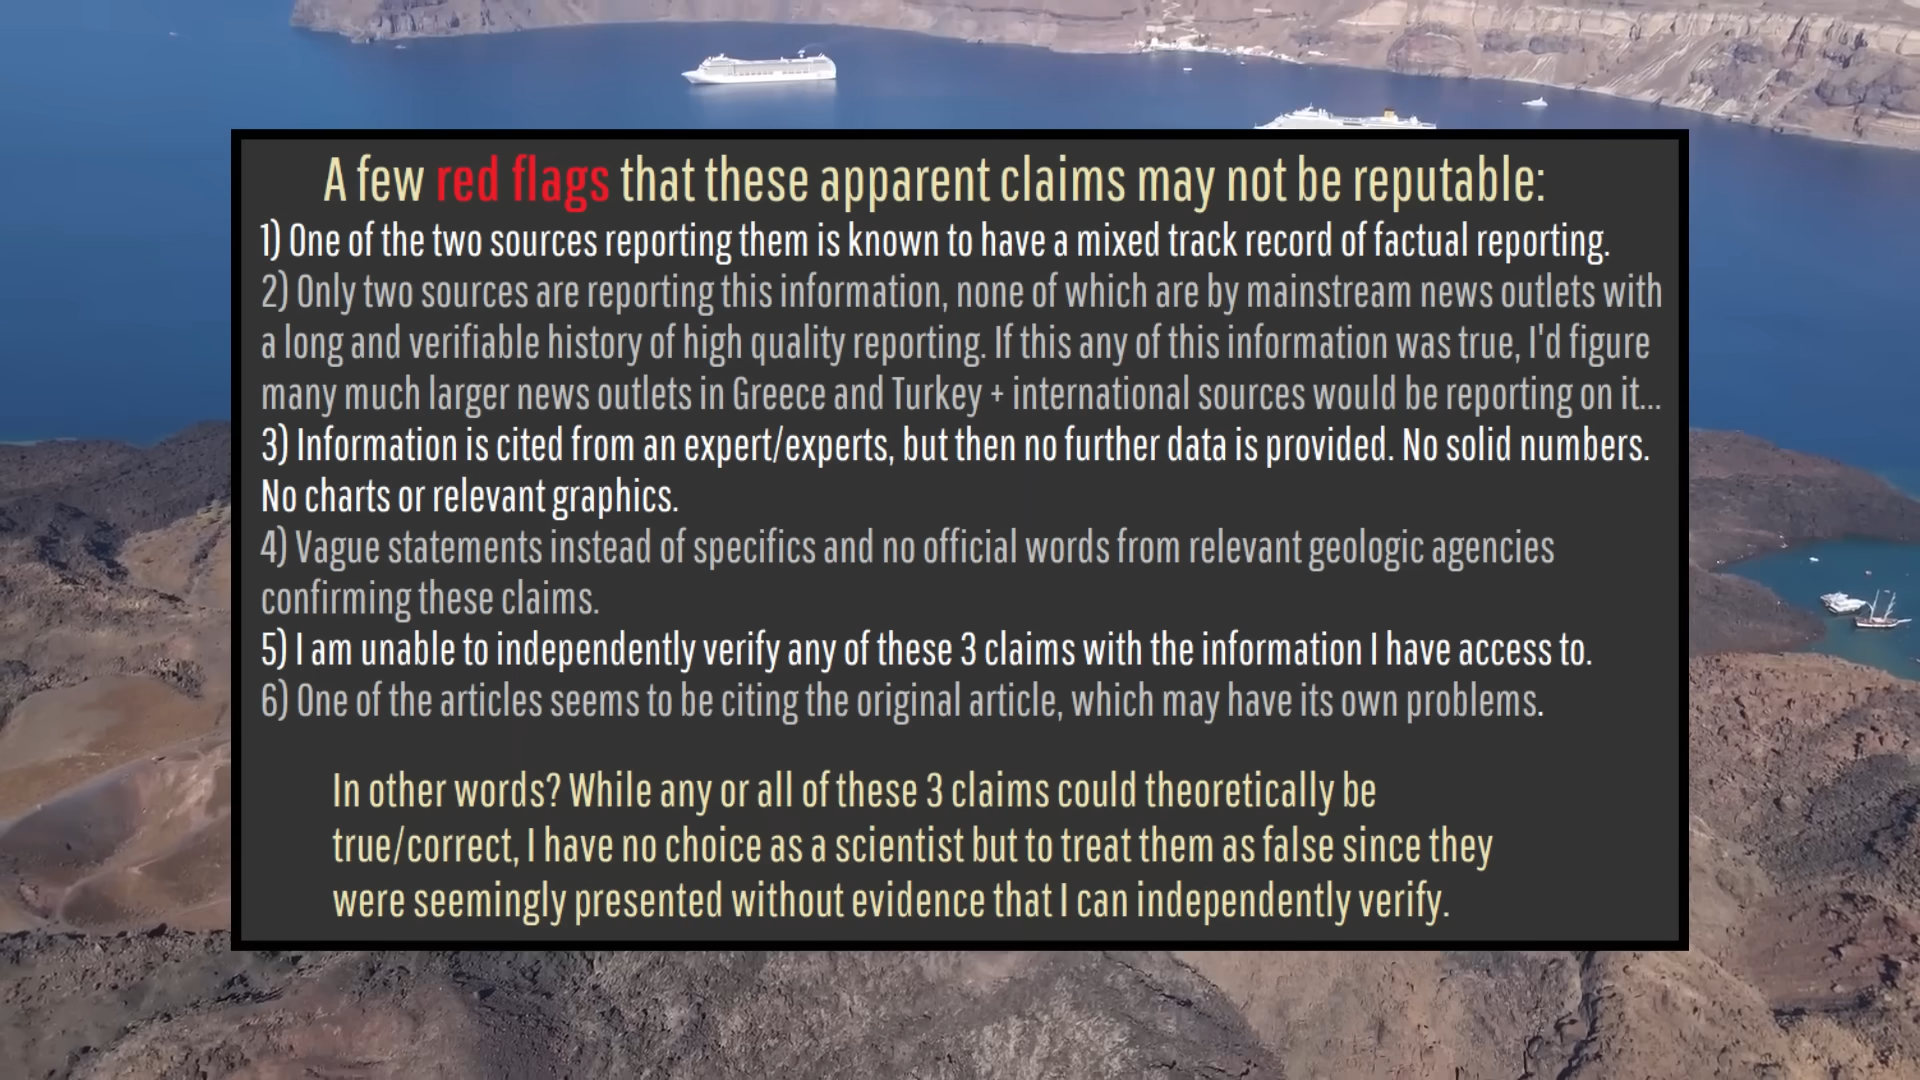 A few red flags that these apparent claims may not be reputable:
1) One of the two sources reporting them is known to have a mixed track record of factual reporting.
2) Only two sources are reporting this information, none of which are by mainstream news outlets with
a long and verifiable history of high quality reporting. If this any of this information was true, I'd figure
many much larger news outlets in Greece and Turkey + international sources would be reporting on it...
3) Information is cited from an expert/experts, but then no further data is provided. No solid numbers.
No charts or relevant graphics.
4) Vague statements instead of specifics and no official words from relevant geologic agencies
confirming these claims.
5) I am unable to independently verify any of these 3 claims with the information I have access to.
6) One of the articles seems to be citing the original article, which may have its own problems.
In other words? While any or all of these 3 claims could theoretically be
true/correct, I have no choice as a scientist but to treat them as false since they
were seemingly presented without evidence that I can independently verify.